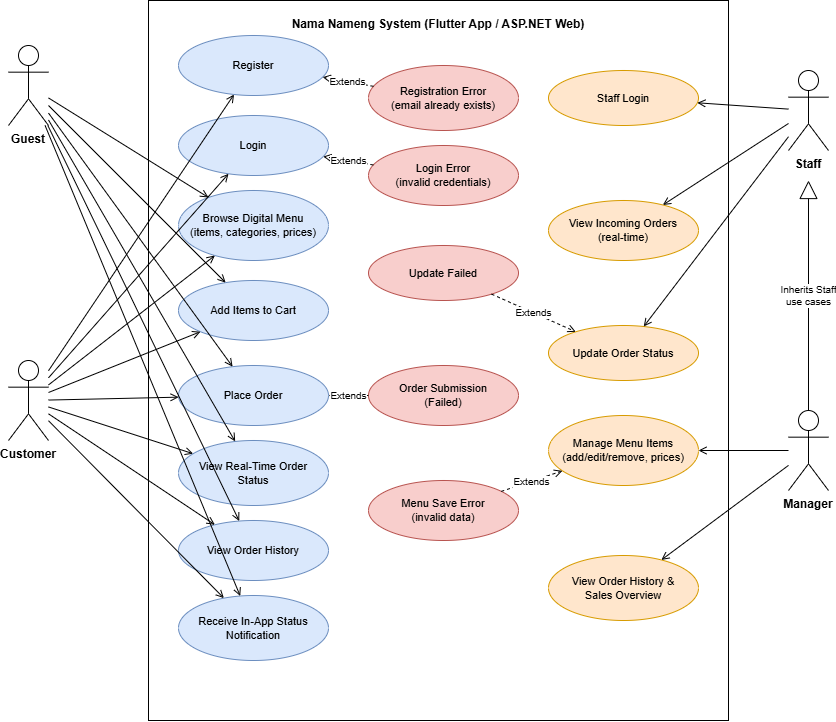 Nama Nameng System (Flutter App / ASP.NET Web)
Guest
Customer
Register
Login
Browse Digital Menu
(items, categories, prices)
Add Items to Cart
Place Order
View Real-Time Order
Status
View Order History
Receive In-App Status
Notification
Extends
Registration Error
(email already exists)
Extends
Login Error
(invalid credentials)
Update Failed
Extends
Extends
Order Submission
(Failed)
Menu Save Error
(invalid data)
Extends
Staff Login
View Incoming Orders
(real-time)
Update Order Status
Manage Menu Items
(add/edit/remove, prices)
View Order History &
Sales Overview
Staff
Inherits Staff
use cases
Manager